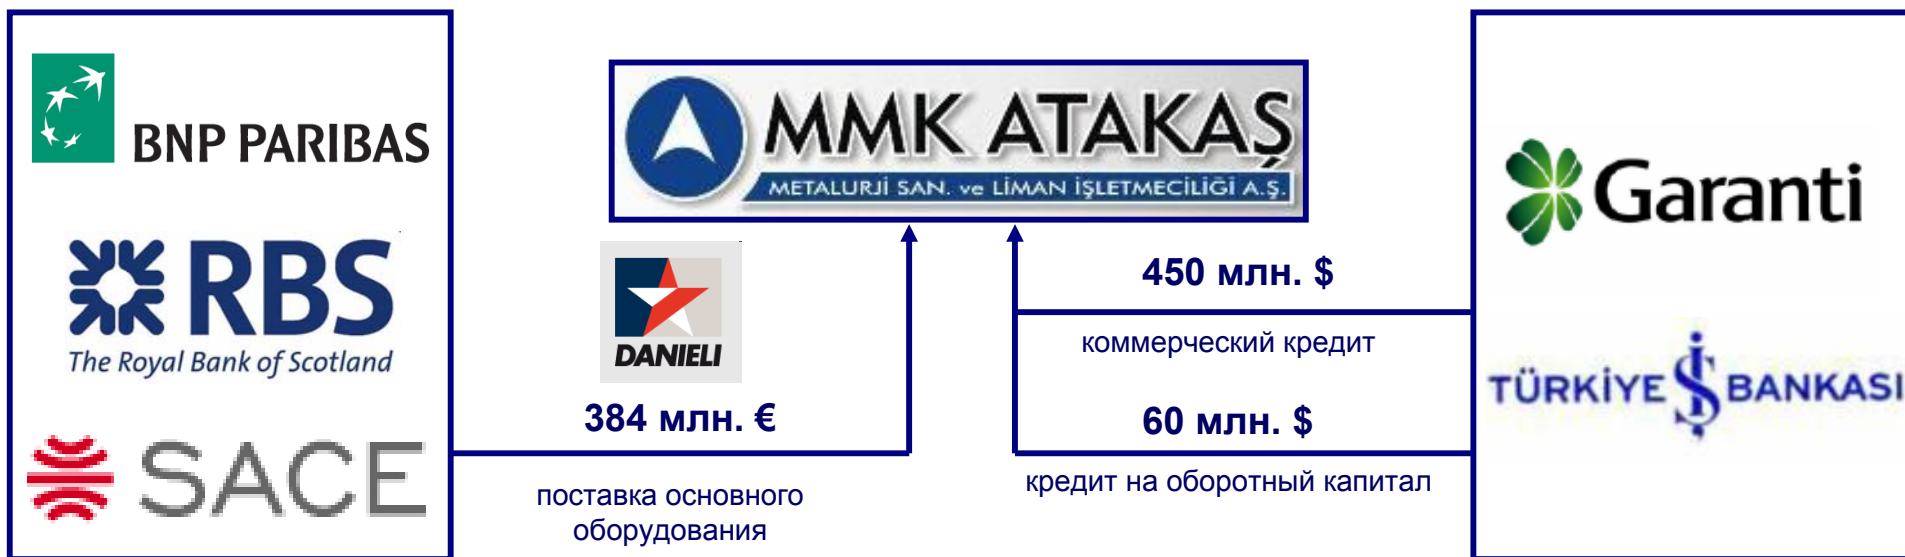 BNP PARIBAS
RBS
The Royal Bank of Scotland
SACE
MMK ATAKAŞ
METALURJİ SAN. ve LİMAN İŞLETMECİLİĞİ A.Ş.
DANIELI
384 млн. €
поставка основного
оборудования
450 млн. $
коммерческий кредит
60 млн. $
кредит на оборотный капитал
Garanti
TÜRKİYE İŞ BANKASI